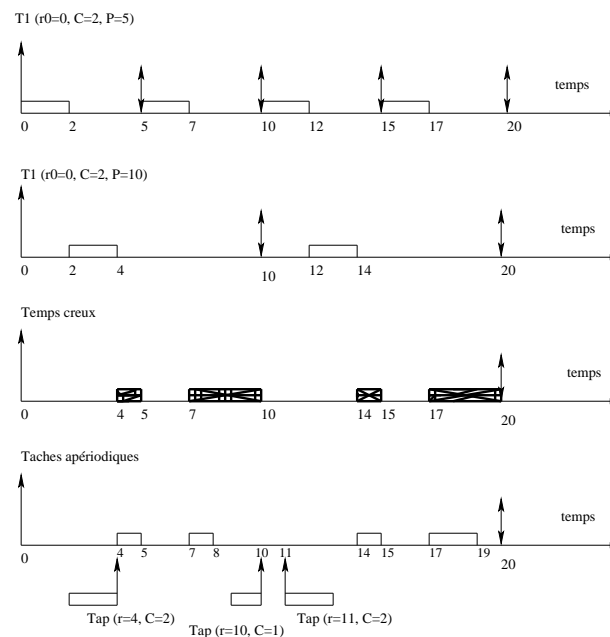 T1 (r0=0, C=2, P=5)
temps
0 2 5 7 10 12 15 17 20
T1 (r0=0, C=2, P=10)
temps
0 2 4 10 12 14 20
Temps creux
temps
0 4 5 7 10 14 15 17 20
Taches apériodiques
temps
0 4 5 7 8 10 11 14 15 17 19 20
Tap (r=4, C=2)
Tap (r=11, C=2)
Tap (r=10, C=1)